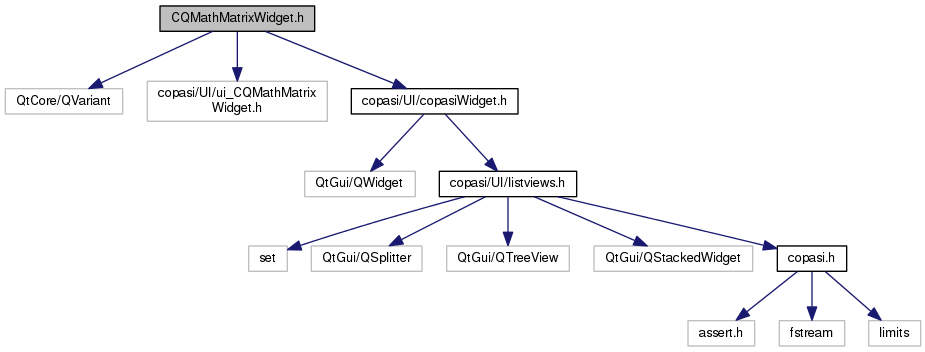 CQMathMatrixWidget.h
QtCore/QVariant
copasi/UI/ui_CQMathMatrix
Widget.h
copasi/UI/copasiWidget.h
QtGui/QWidget
copasi/UI/listviews.h
set
QtGui/QSplitter
QtGui/QTreeView
QtGui/QStackedWidget
copasi.h
assert.h
fstream
limits